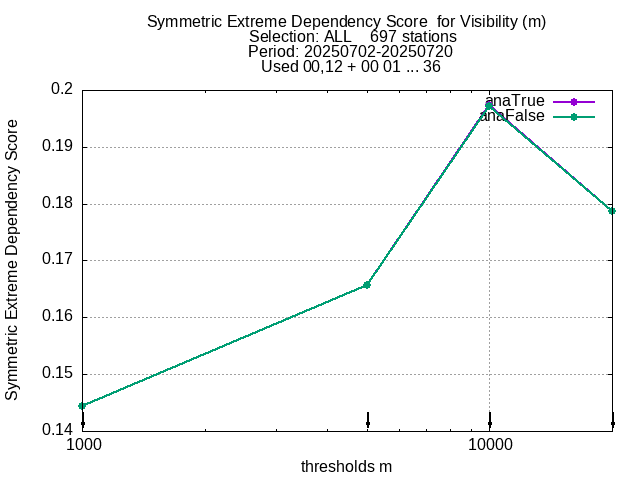 Symmetric Extreme Dependency Score  for Visibility (m)
Selection: ALL    697 stations
Period: 20250702-20250720
Used 00,12 + 00 01 ... 36
anaTrue
anaFalse
0.2
0.19
0.18
0.17
0.16
0.15
0.14
Symmetric Extreme Dependency Score
1000
10000
thresholds m